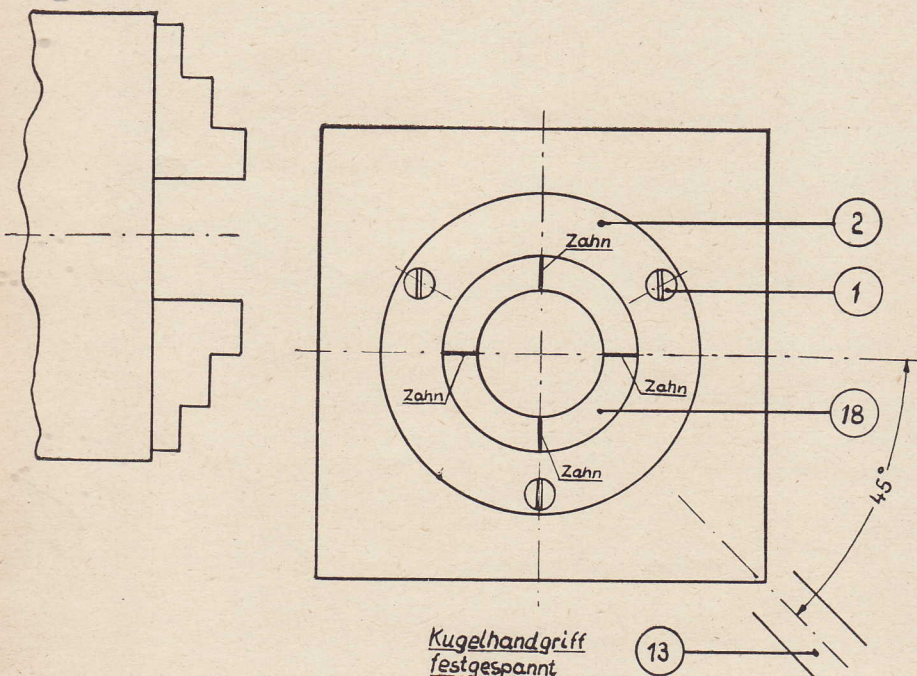 2
Zahn
1
Zahn
Zahn
18
Zahn
45°
Kugelhandgriff
festgespannt
13